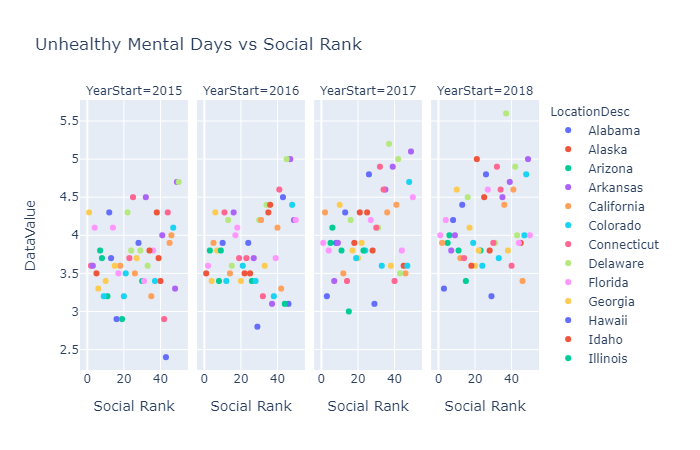 Unhealthy Mental Days vs Social Rank
YearStart=2015 YearStart=2016 YearStart=2017 YearStart=2018
LocationDesc
Alabama
Alaska
Arizona
Arkansas
California
Colorado
Connecticut
Delaware
Florida
Georgia
Hawaii
Idaho
Illinois
DataValue
5.5
5
4.5
4
3.5
3
2.5
0 20 40 0 20 40 0 20 40 0 20 40
Social Rank Social Rank Social Rank Social Rank